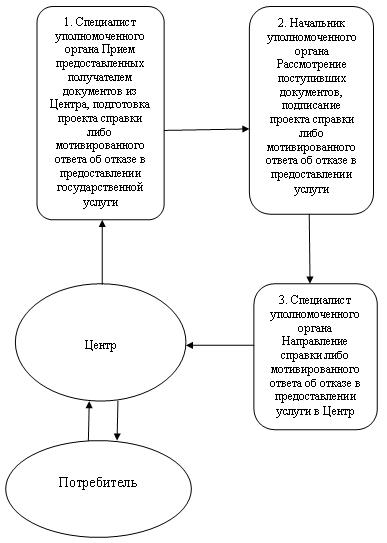 1. Специалист
уполномоченного
органа Прием
предоставленных
получателем
документов из
Центра, подготовка
проекта справки
либо
мотивированного
ответа об отказе в
предоставлении
государственной
услуги
2. Начальник
уполномоченного
органа
Рассмотрение
поступивших
документов,
подписание
проекта справки
либо
мотивированного
ответа об отказе в
предоставлении
услуги
3. Специалист
уполномоченного
органа
Направление
справки либо
мотивированного
ответа об отказе в
предоставлении
услуги в Центр
Центр
Потребитель